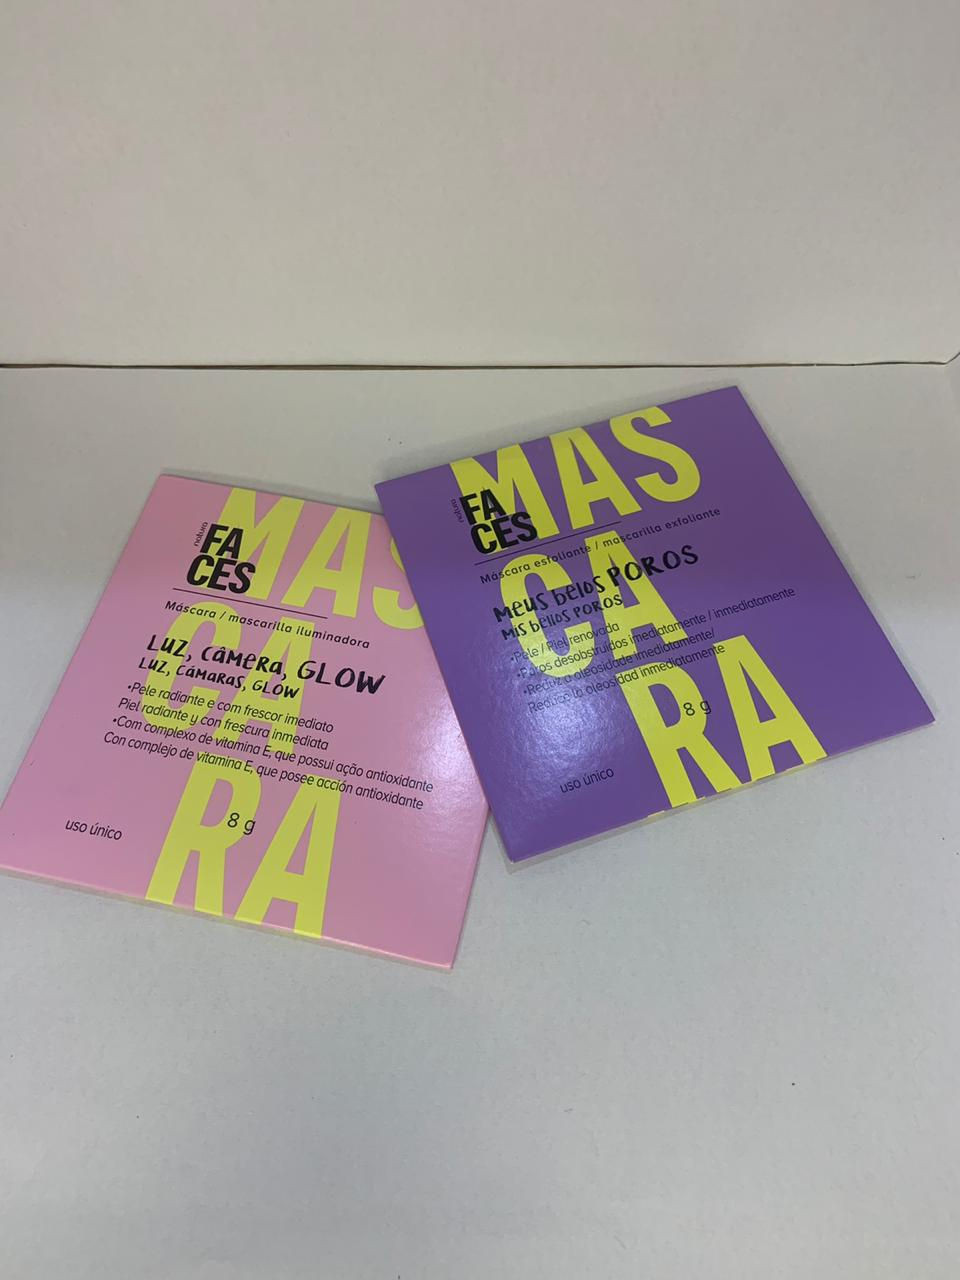 MAS
CA
RA
natura
FA
CES
Máscara / mascarilla iluminadora
LUZ, CÂMERA, GLOW
LUZ, CÁMARAS, GLOW
•Pele radiante e com frescor imediato
Piel radiante y con frescura inmediata
•Com complexo de vitamina E, que possui ação antioxidante
Con complejo de vitamina E, que posee acción antioxidante
8 g
uso único
MAS
CA
RA
natura
FA
CES
Máscara esfoliante / mascarilla exfoliante
Meus belos POROS
MIS bellos POROS
•Pele / Piel renovada
•Poros desobstruidos imediatamente / inmediatamente
•Reduz a oleosidade imediatamente/
Reduce la oleosidad inmediatamente
8 g
uso único